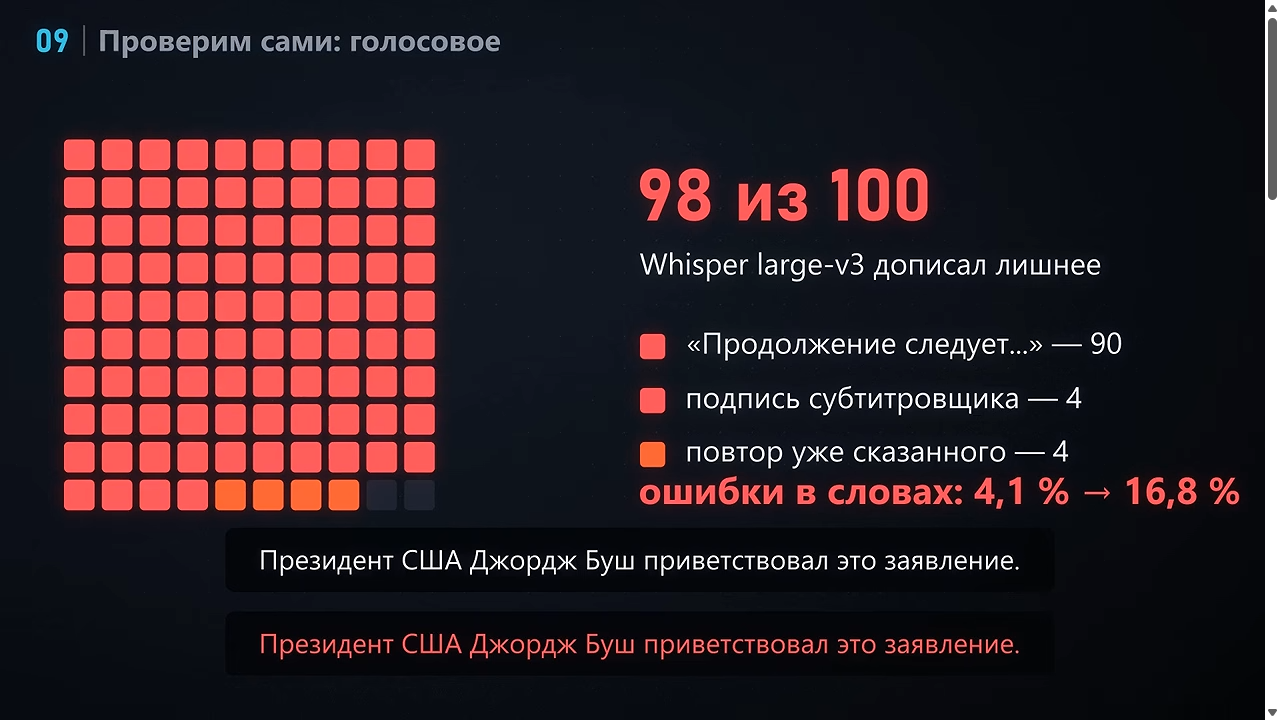 09 | Проверим сами: голосовое
98 из 100
Whisper large-v3 дописал лишнее
«Продолжение следует...» — 90
подпись субтитровщика — 4
повтор уже сказанного — 4
ошибки в словах: 4,1 % → 16,8 %
Президент США Джордж Буш приветствовал это заявление.
Президент США Джордж Буш приветствовал это заявление.